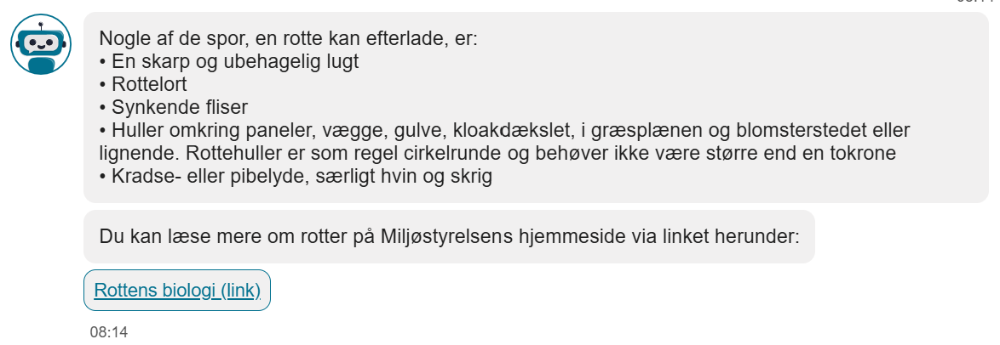 Nogle af de spor, en rotte kan efterlade, er:
• En skarp og ubehagelig lugt
• Rottelort
• Synkende fliser
• Huller omkring paneler, vægge, gulve, kloakdækslet, i græsplænen og blomsterstedet eller
lignende. Rottehuller er som regel cirkelrunde og behøver ikke være større end en tokrone
• Kradse- eller pibelyde, særligt hvin og skrig
Du kan læse mere om rotter på Miljøstyrelsens hjemmeside via linket herunder:
Rottens biologi (link)
08:14